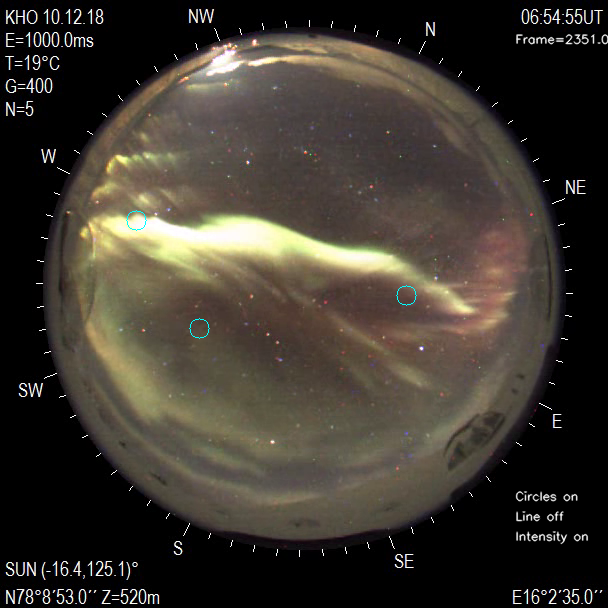 KHO 10.12.18
E=1000.0ms
T=19°C
G=400
N=5
06:54:55UT
Frame=2351.0
NW
N
W
NE
SW
E
S
SE
Circles on
Line off
Intensity on
SUN (-16.4,125.1)°
N78°8´53.0´´ Z=520m
E16°2´35.0´´